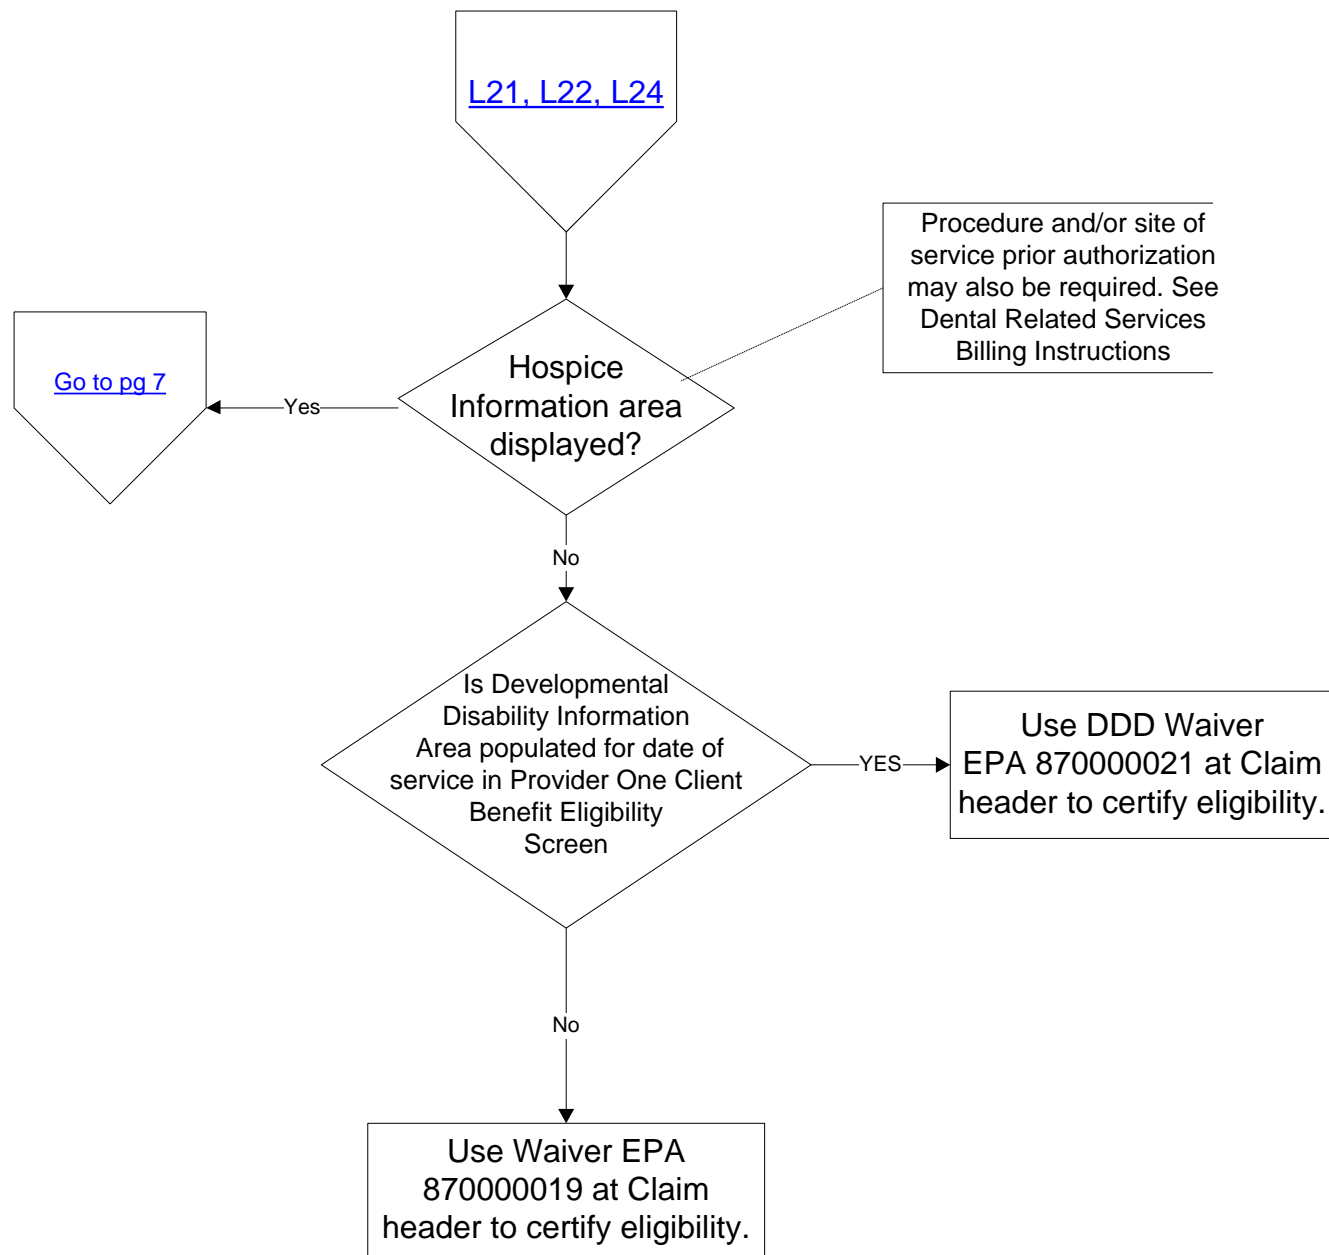 L21, L22, L24
Procedure and/or site of
service prior authorization
may also be required. See
Dental Related Services
Billing Instructions
Hospice
Information area
displayed?
Yes
Go to pg 7
No
Is Developmental
Disability Information
Area populated for date of
service in Provider One Client
Benefit Eligibility
Screen
YES
Use DDD Waiver
EPA 870000021 at Claim
header to certify eligibility.
No
Use Waiver EPA
870000019 at Claim
header to certify eligibility.